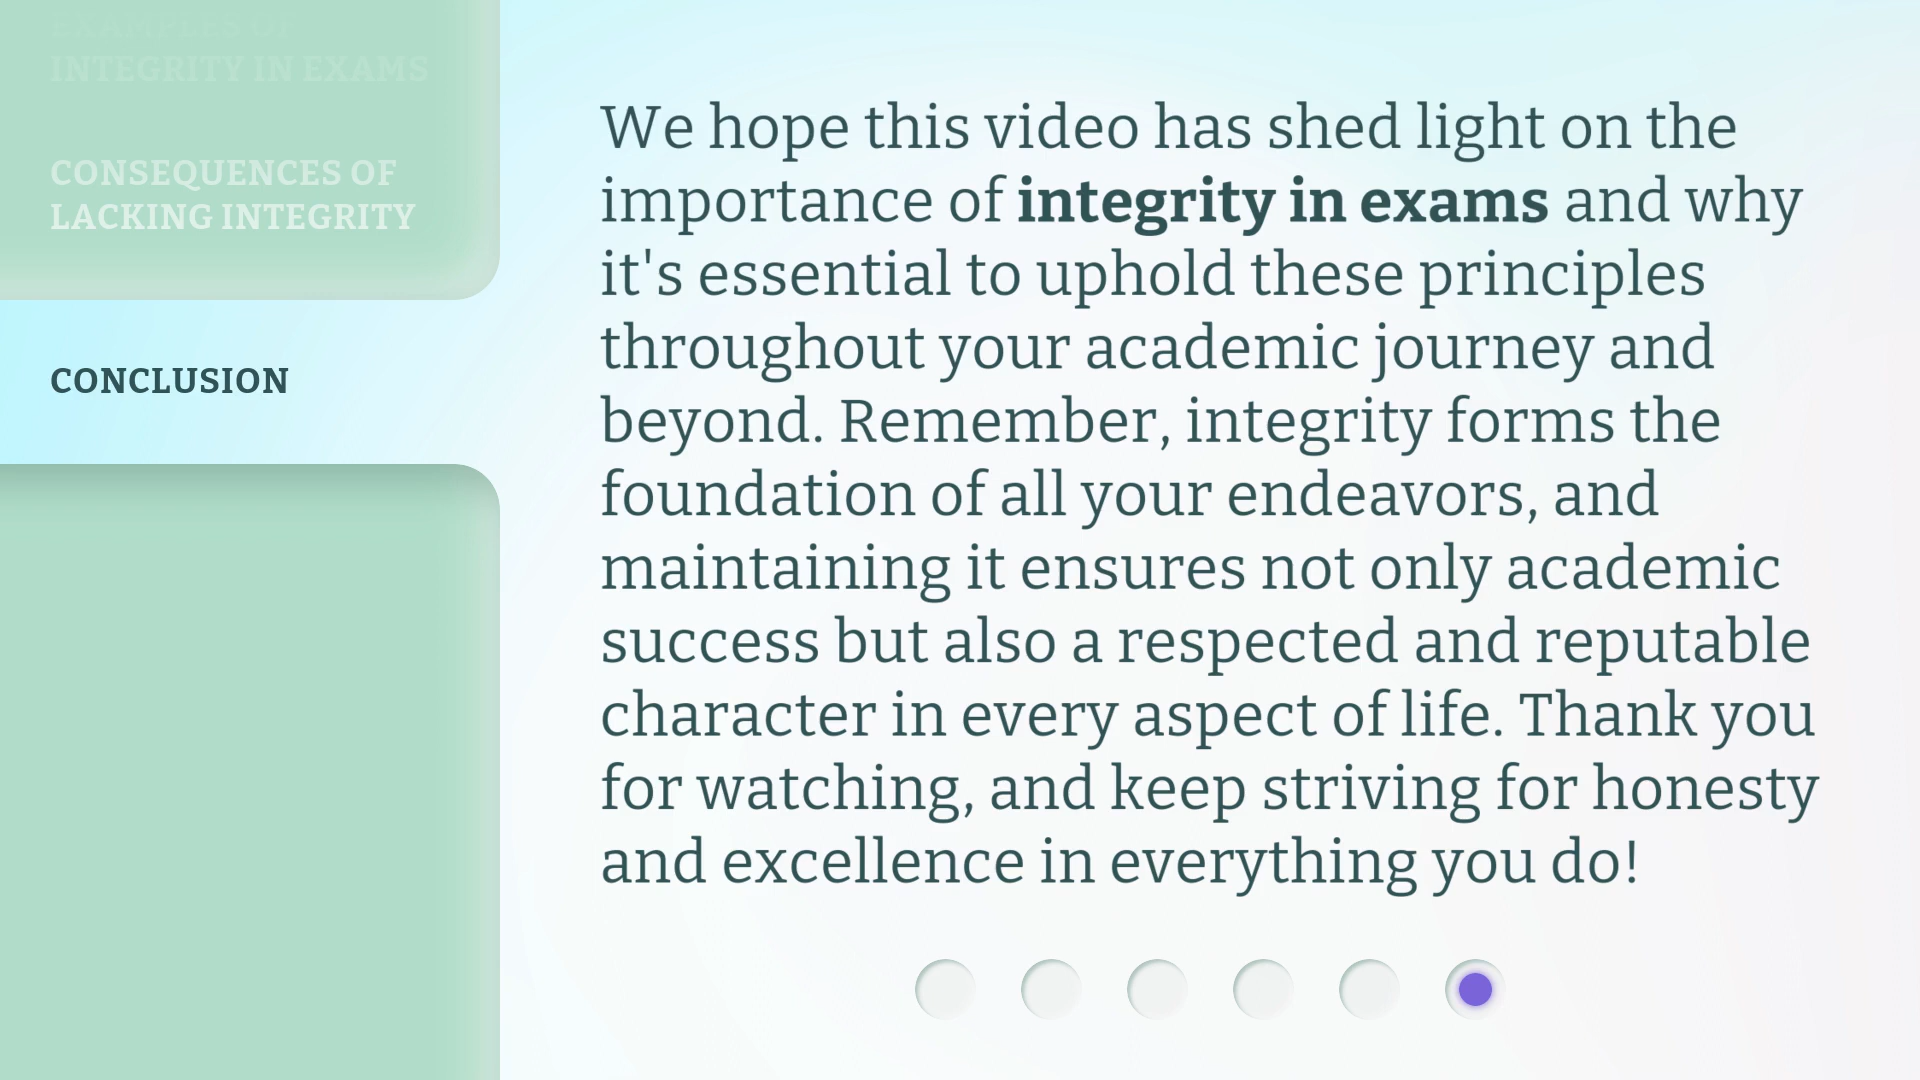 EXAMPLES OF
INTEGRITY IN EXAMS
CONSEQUENCES OF
LACKING INTEGRITY
CONCLUSION
We hope this video has shed light on the
importance of integrity in exams and why
it's essential to uphold these principles
throughout your academic journey and
beyond. Remember, integrity forms the
foundation of all your endeavors, and
maintaining it ensures not only academic
success but also a respected and reputable
character in every aspect of life. Thank you
for watching, and keep striving for honesty
and excellence in everything you do!